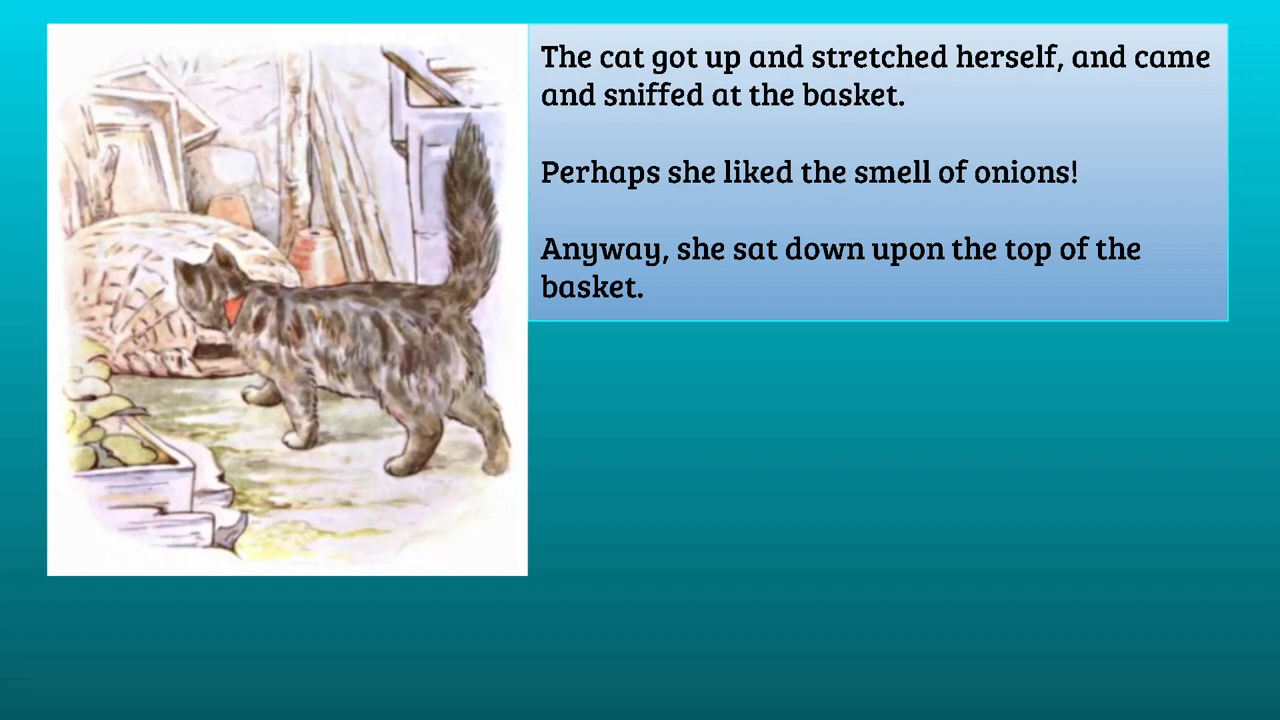 The cat got up and stretched herself, and came
and sniffed at the basket.
Perhaps she liked the smell of onions!
Anyway, she sat down upon the top of the
basket.